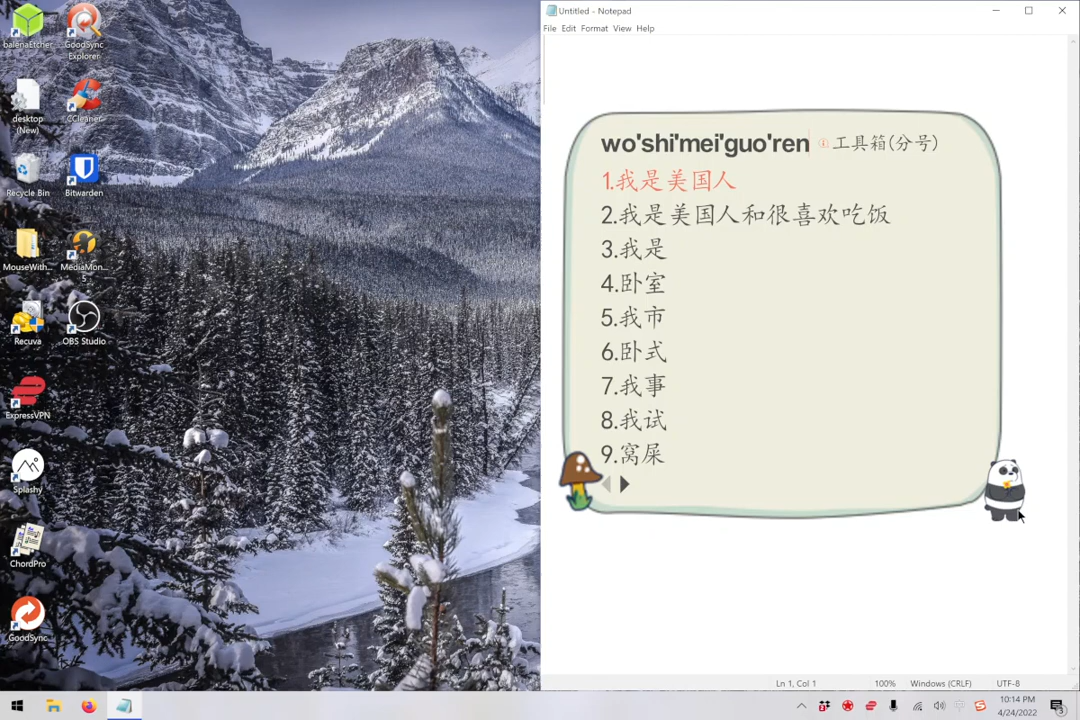 balenaEtcher
GoodSync Explorer
desktop (New)
CCleaner
Recycle Bin
Bitwarden
MouseWith...
MediaMon...
Recuva
OBS Studio
ExpressVPN
Splashy
ChordPro
GoodSync
Untitled - Notepad
File Edit Format View Help
wo'shi'mei'guo'ren ①工具箱(分号)
1.我是美国人
2.我是美国人和很喜欢吃饭
3.我是
4.卧室
5.我市
6.卧式
7.我事
8.我试
9.窝屎
Ln 1, Col 1 100% Windows (CRLF) UTF-8
中
10:14 PM
4/24/2022
3